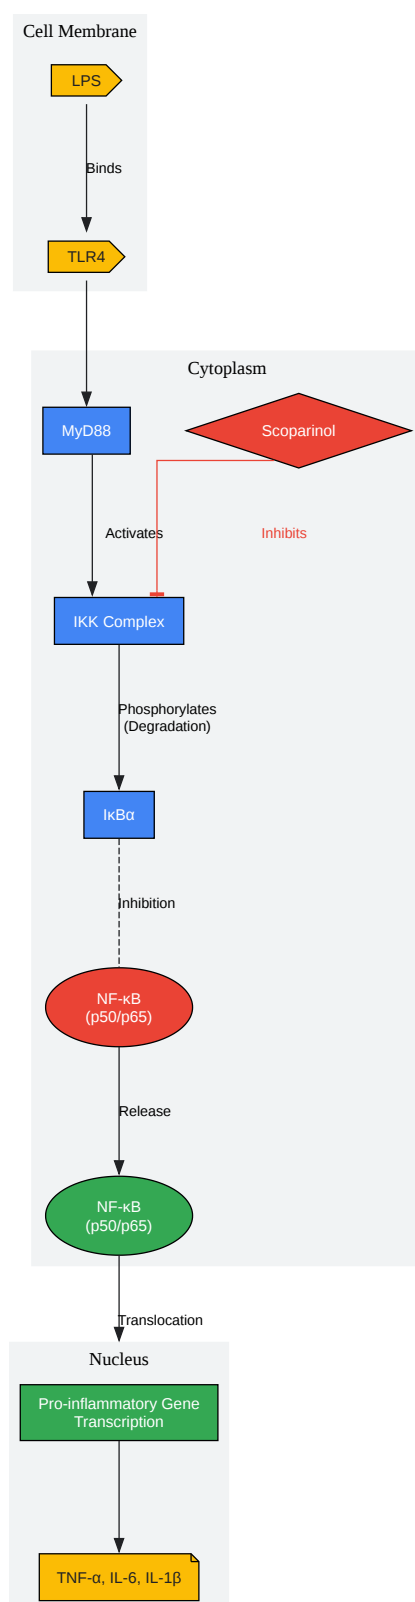 Cell Membrane
LPS
Binds
TLR4
Cytoplasm
MyD88
Scoparinol
Activates
Inhibits
IKK Complex
Phosphorylates
(Degradation)
IκBα
Inhibition
NF-κB
(p50/p65)
Release
NF-κB
(p50/p65)
Translocation
Nucleus
Pro-inflammatory Gene
Transcription
TNF-α, IL-6, IL-1β